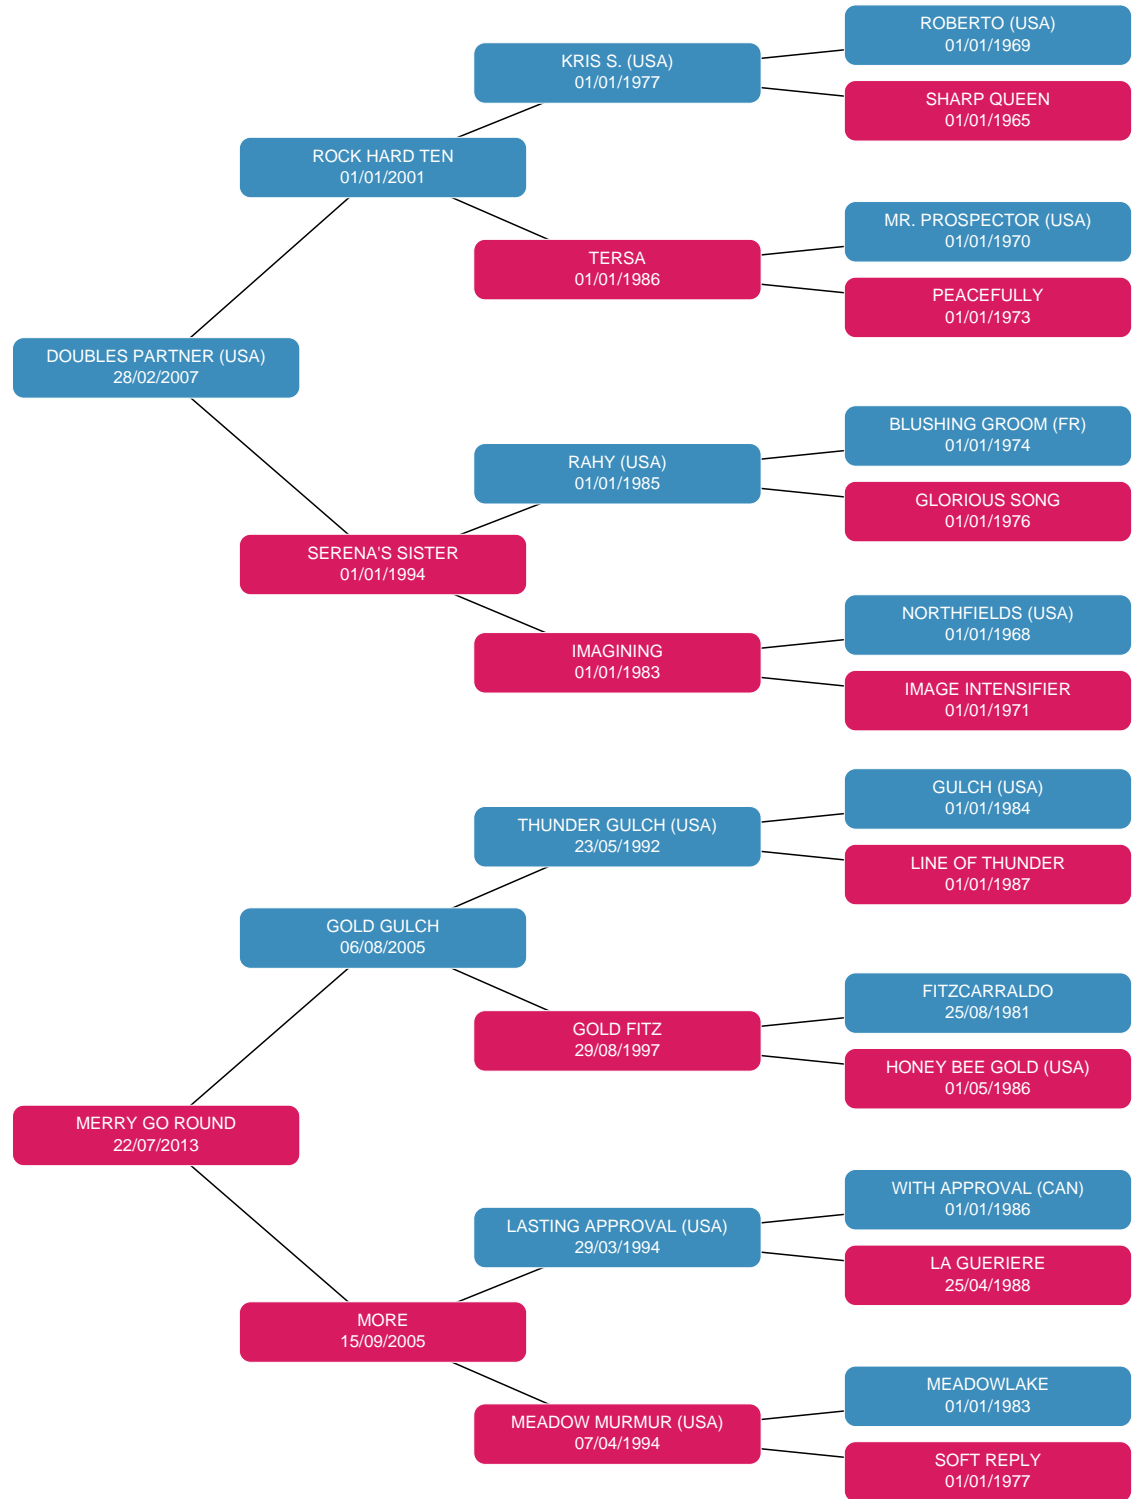 ROBERTO (USA)
01/01/1969
KRIS S. (USA)
01/01/1977
SHARP QUEEN
01/01/1965
ROCK HARD TEN
01/01/2001
MR. PROSPECTOR (USA)
01/01/1970
TERSA
01/01/1986
PEACEFULLY
01/01/1973
DOUBLES PARTNER (USA)
28/02/2007
BLUSHING GROOM (FR)
01/01/1974
RAHY (USA)
01/01/1985
GLORIOUS SONG
01/01/1976
SERENA'S SISTER
01/01/1994
NORTHFIELDS (USA)
01/01/1968
IMAGINING
01/01/1983
IMAGE INTENSIFIER
01/01/1971
GULCH (USA)
01/01/1984
THUNDER GULCH (USA)
23/05/1992
LINE OF THUNDER
01/01/1987
GOLD GULCH
06/08/2005
FITZCARRALDO
25/08/1981
GOLD FITZ
29/08/1997
HONEY BEE GOLD (USA)
01/05/1986
MERRY GO ROUND
22/07/2013
WITH APPROVAL (CAN)
01/01/1986
LASTING APPROVAL (USA)
29/03/1994
LA GUERIERE
25/04/1988
MORE
15/09/2005
MEADOWLAKE
01/01/1983
MEADOW MURMUR (USA)
07/04/1994
SOFT REPLY
01/01/1977